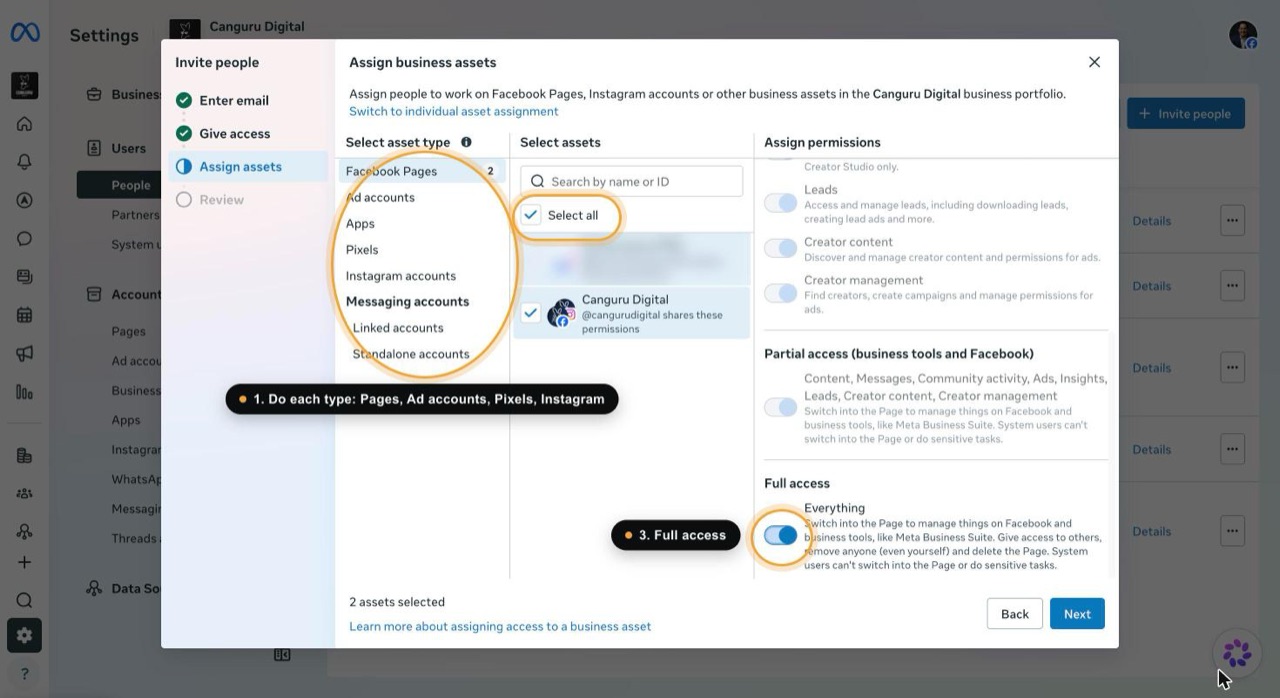 Settings
Canguru Digital
Business
Users
People
Partners
System u
Account
Pages
Ad accou
Business
Apps
Instagra
WhatsAp
Messagin
Threads a
Data So
Invite people
Details
Details
Details
Details
Details
Invite people
Enter email
Give access
Assign assets
Review
Assign business assets
Assign people to work on Facebook Pages, Instagram accounts or other business assets in the Canguru Digital business portfolio.
Switch to individual asset assignment
Select asset type
Facebook Pages 2
Ad accounts
Apps
Pixels
Instagram accounts
Messaging accounts
Linked accounts
Standalone accounts
1. Do each type: Pages, Ad accounts, Pixels, Instagram
Select assets
Search by name or ID
Select all
Canguru Digital
@cangurudigital shares these
permissions
Assign permissions
Creator Studio only.
Leads
Access and manage leads, including downloading leads,
creating lead ads and more.
Creator content
Discover and manage creator content and permissions for ads.
Creator management
Find creators, create campaigns and manage permissions for
ads.
Partial access (business tools and Facebook)
Content, Messages, Community activity, Ads, Insights,
Leads, Creator content, Creator management
Switch into the Page to manage things on Facebook and
business tools, like Meta Business Suite. System users can't
switch into the Page or do sensitive tasks.
Full access
Everything
Switch into the Page to manage things on Facebook and
business tools, like Meta Business Suite. Give access to others,
remove anyone (even yourself) and delete the Page. System
users can't switch into the Page or do sensitive tasks.
3. Full access
2 assets selected
Learn more about assigning access to a business asset
Back
Next